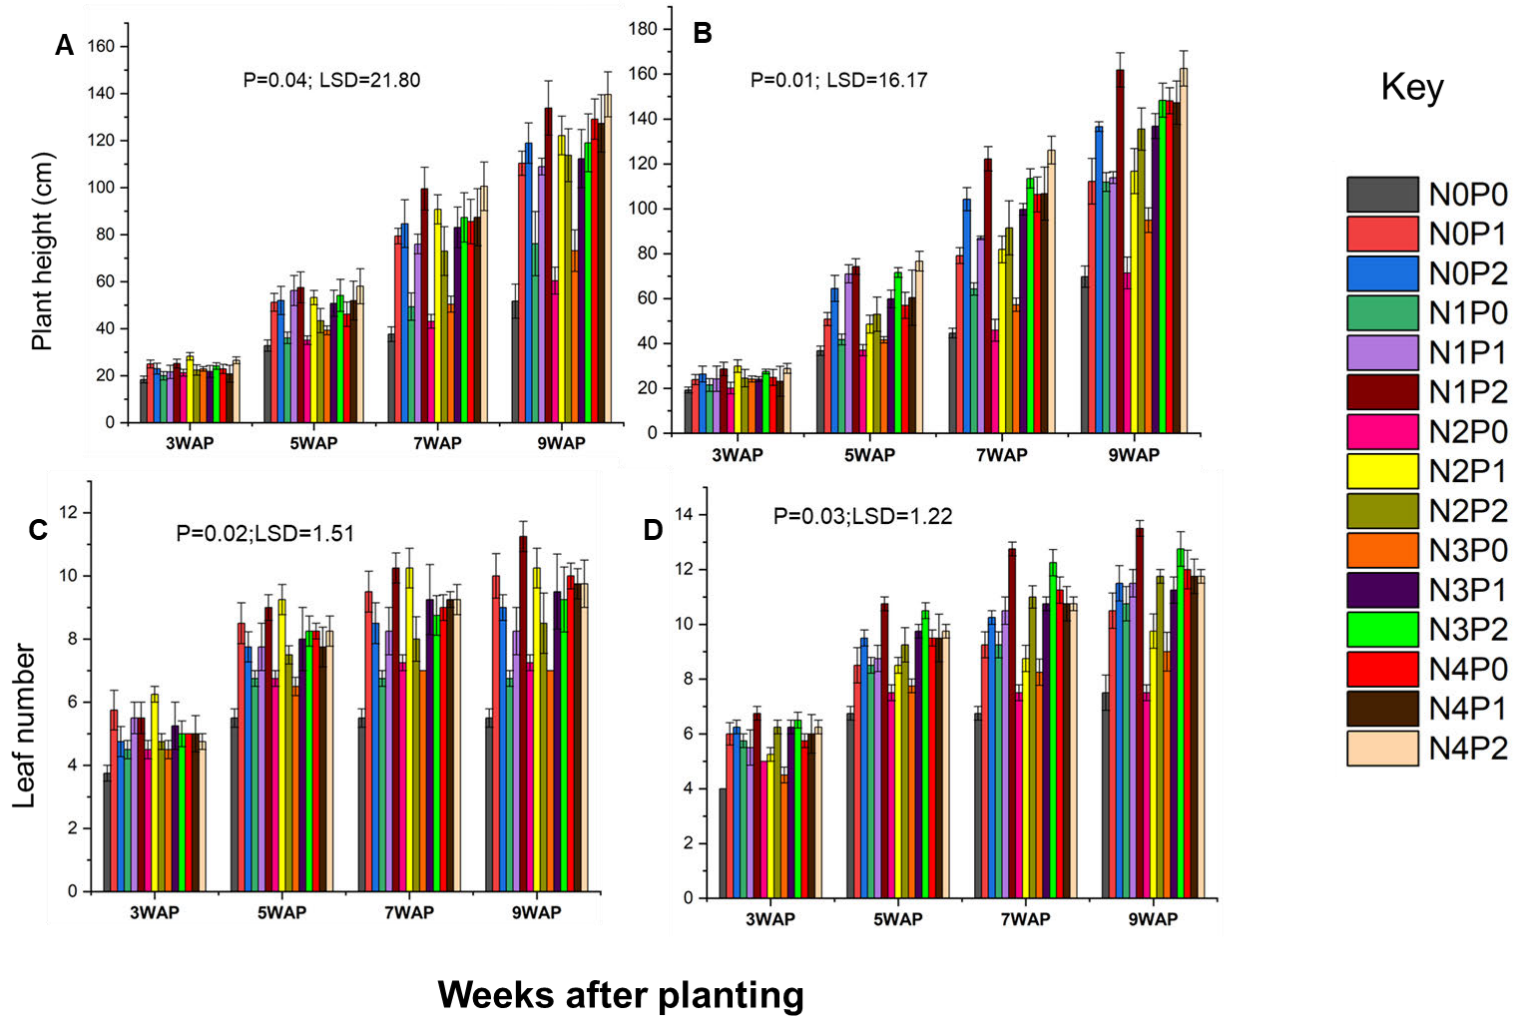 A
P=0.04; LSD=21.80
Plant height (cm)
160
140
120
100
80
60
40
20
0
3WAP 5WAP 7WAP 9WAP
B
P=0.01; LSD=16.17
180
160
140
120
100
80
60
40
20
0
3WAP 5WAP 7WAP 9WAP
C
P=0.02;LSD=1.51
Leaf number
12
10
8
6
4
2
0
3WAP 5WAP 7WAP 9WAP
D
P=0.03;LSD=1.22
14
12
10
8
6
4
2
0
3WAP 5WAP 7WAP 9WAP
Weeks after planting
Key
N0P0
N0P1
N0P2
N1P0
N1P1
N1P2
N2P0
N2P1
N2P2
N3P0
N3P1
N3P2
N4P0
N4P1
N4P2